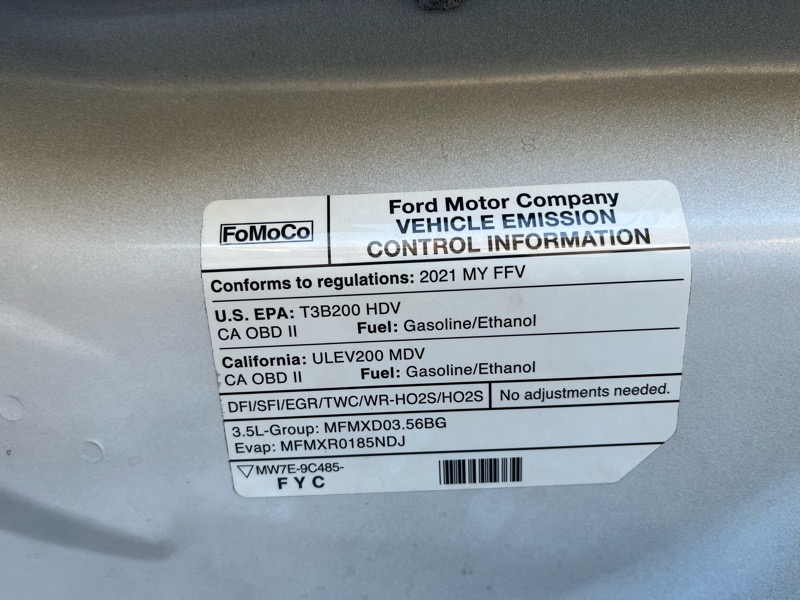 FoMoCo
Ford Motor Company
VEHICLE EMISSION
CONTROL INFORMATION
Conforms to regulations: 2021 MY FFV
U.S. EPA: T3B200 HDV
CA OBD II Fuel: Gasoline/Ethanol
California: ULEV200 MDV
CA OBD II Fuel: Gasoline/Ethanol
DFI/SFI/EGR/TWC/WR-HO2S/HO2S No adjustments needed.
3.5L-Group: MFMXD03.56BG
Evap: MFMXR0185NDJ
MW7E-9C485-
F Y C